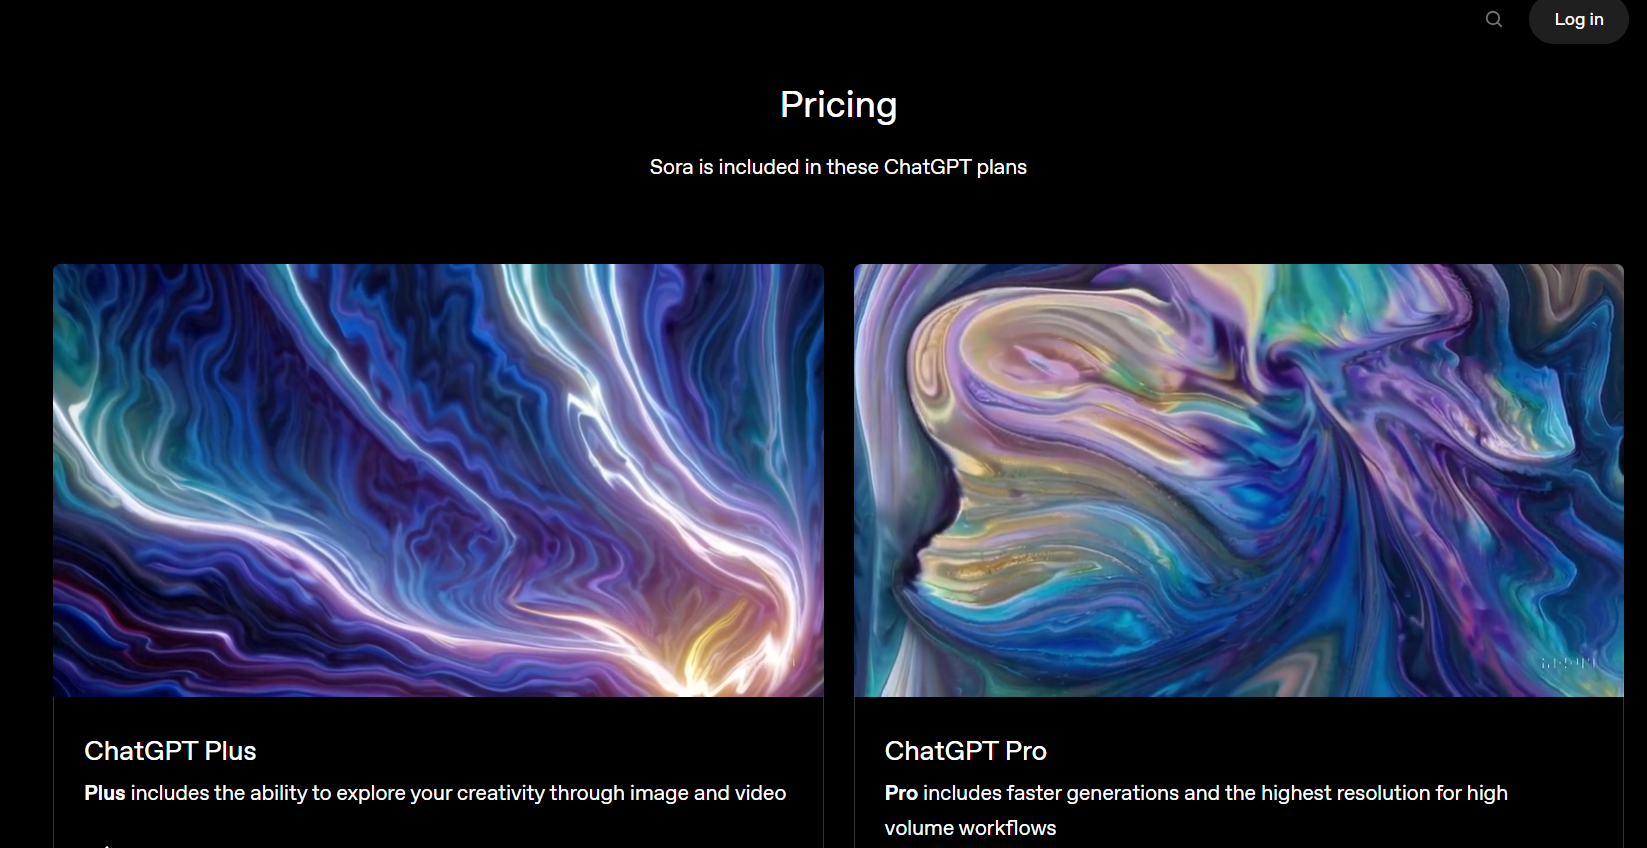 Log in
Pricing
Sora is included in these ChatGPT plans
ChatGPT Plus
Plus includes the ability to explore your creativity through image and video
ChatGPT Pro
Pro includes faster generations and the highest resolution for high
volume workflows